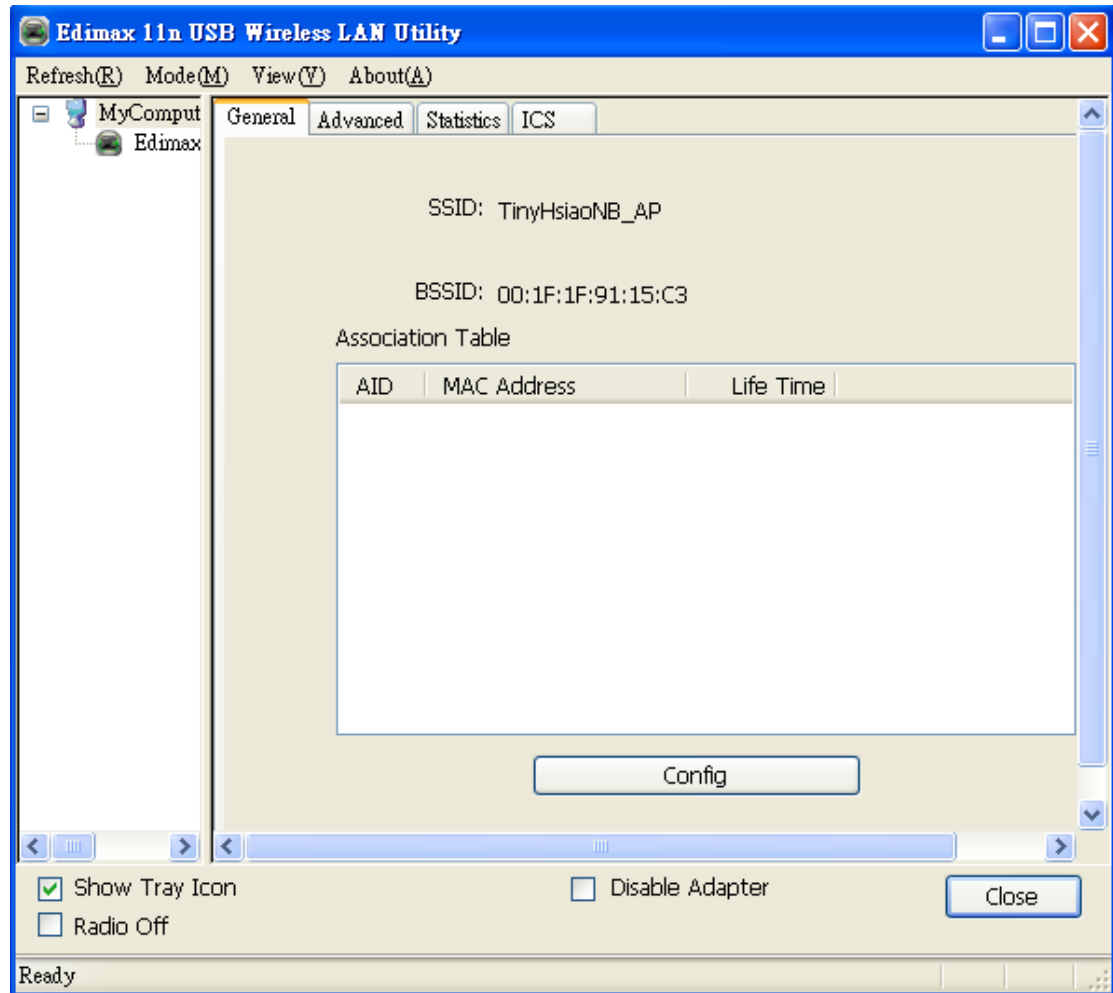 Edimax 11n USB Wireless LAN Utility
Refresh(R) Mode(M) View(V) About(A)
MyComput
Edimax
General Advanced Statistics ICS
SSID: TinyHsiaoNB_AP
BSSID: 00:1F:1F:91:15:C3
Association Table
AID MAC Address Life Time
Config
Show Tray Icon Disable Adapter Close
Radio Off
Ready